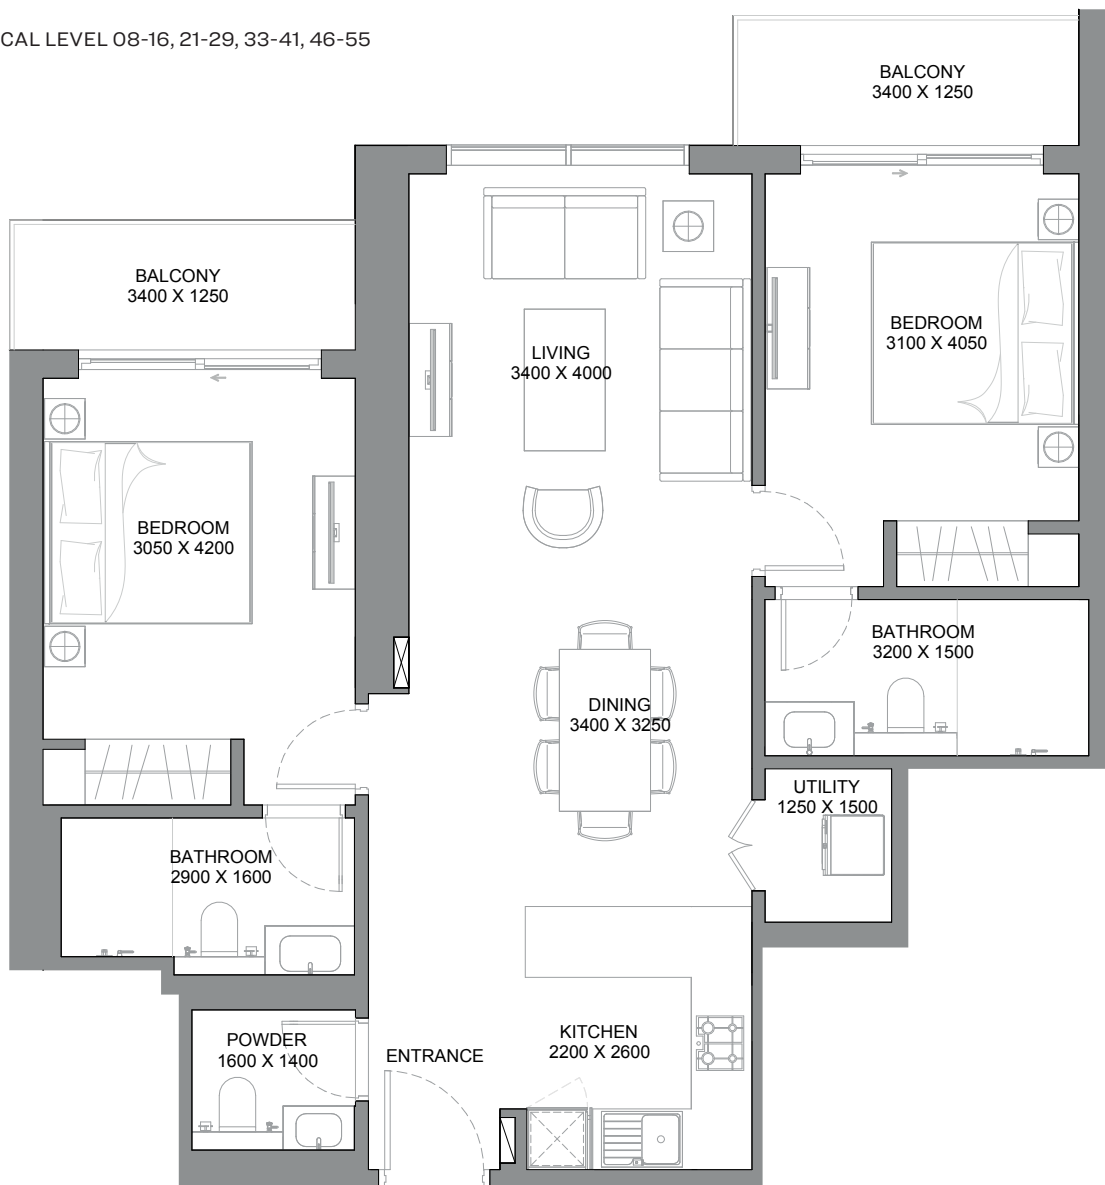 CAL LEVEL 08-16, 21-29, 33-41, 46-55
BALCONY
3400 X 1250
BALCONY
3400 X 1250
LIVING
3400 X 4000
BEDROOM
3100 X 4050
BEDROOM
3050 X 4200
BATHROOM
3200 X 1500
DINING
3400 X 3250
UTILITY
1250 X 1500
BATHROOM
2900 X 1600
POWDER
1600 X 1400
ENTRANCE
KITCHEN
2200 X 2600